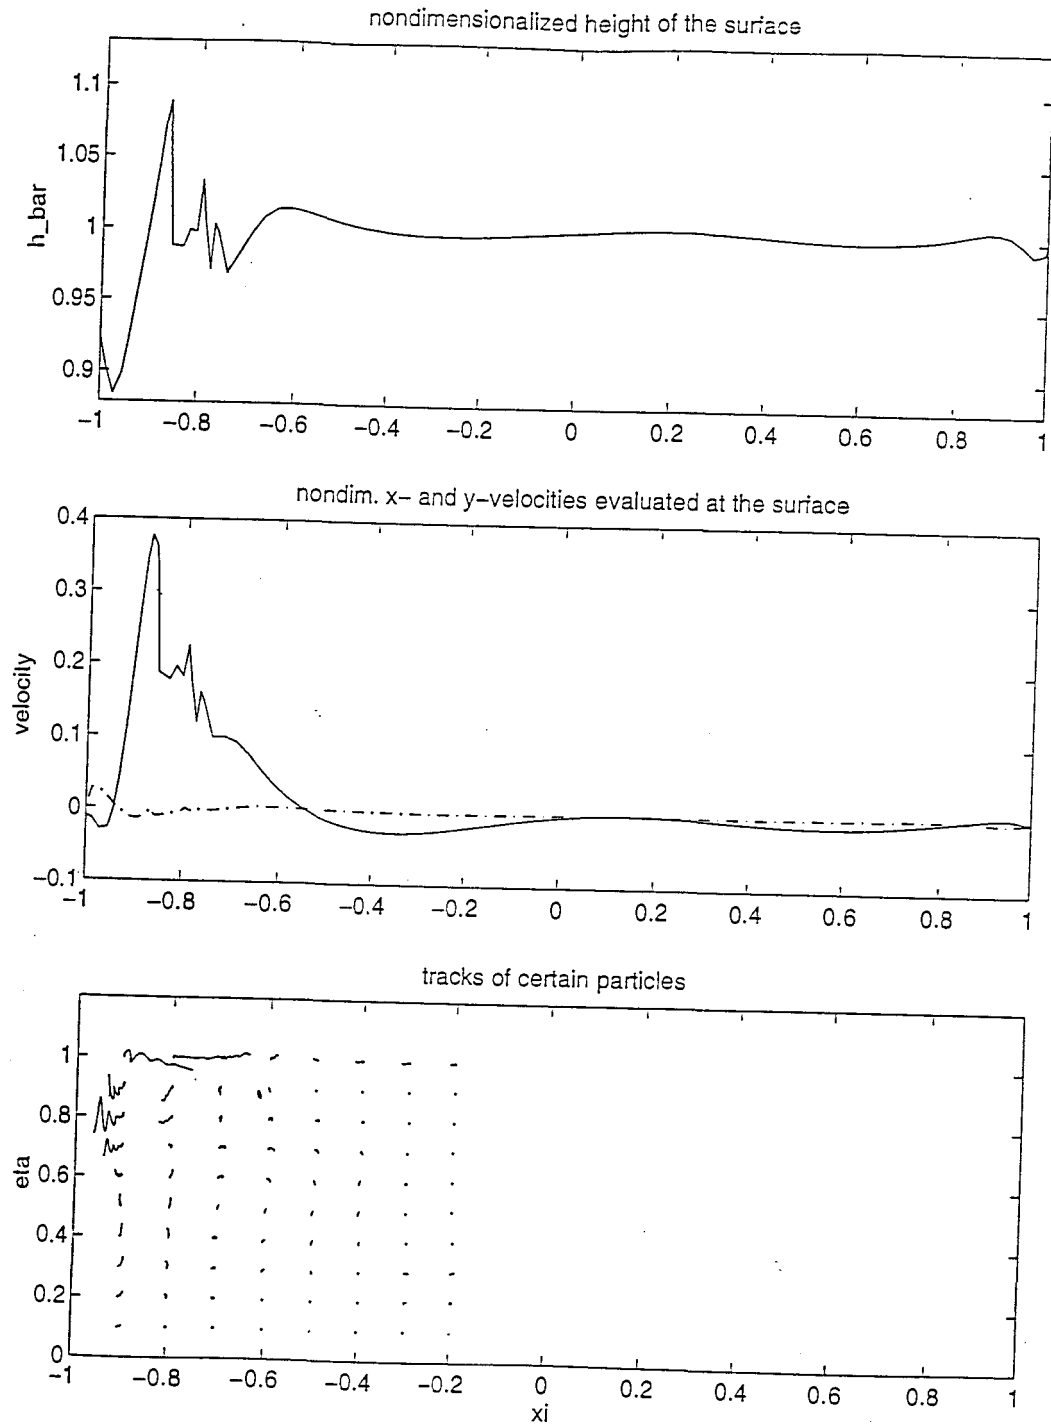 nondimensionalized height of the surface
1.1
1.05
1
0.95
0.9
h_bar
-1 -0.8 -0.6 -0.4 -0.2 0 0.2 0.4 0.6 0.8 1
nondim. x- and y-velocities evaluated at the surface
0.4
0.3
0.2
0.1
0
-0.1
velocity
-1 -0.8 -0.6 -0.4 -0.2 0 0.2 0.4 0.6 0.8 1
tracks of certain particles
1
0.8
0.6
0.4
0.2
0
eta
-1 -0.8 -0.6 -0.4 -0.2 0 0.2 0.4 0.6 0.8 1
xi